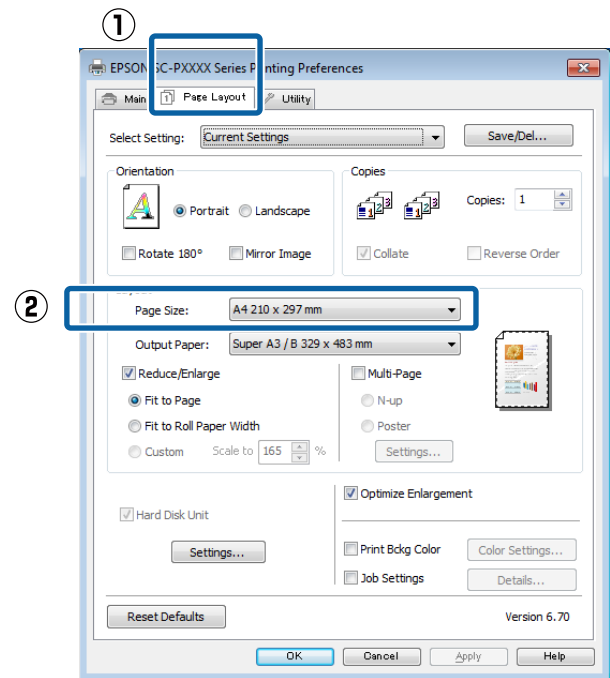 ①
EPSON SC-PXXXX Series Printing Preferences
Main Page Layout Utility
Select Setting: Current Settings Save/Del...
Orientation
Portrait Landscape
Rotate 180° Mirror Image
Copies
Copies: 1
Collate Reverse Order
②
Page Size: A4 210 x 297 mm
Output Paper: Super A3 / B 329 x 483 mm
Reduce/Enlarge
Fit to Page
Fit to Roll Paper Width
Custom Scale to 165 %
Multi-Page
N-up
Poster
Settings...
Hard Disk Unit
Settings...
Optimize Enlargement
Print Bckg Color Color Settings...
Job Settings Details...
Reset Defaults Version 6.70
OK Cancel Apply Help